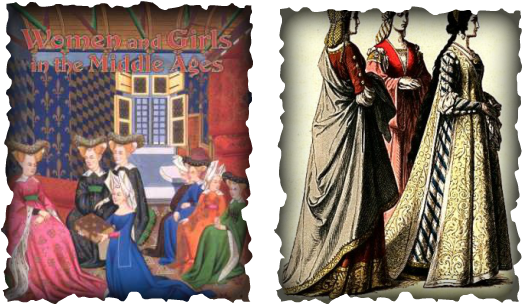 Women and Girls
in the Middle Ages